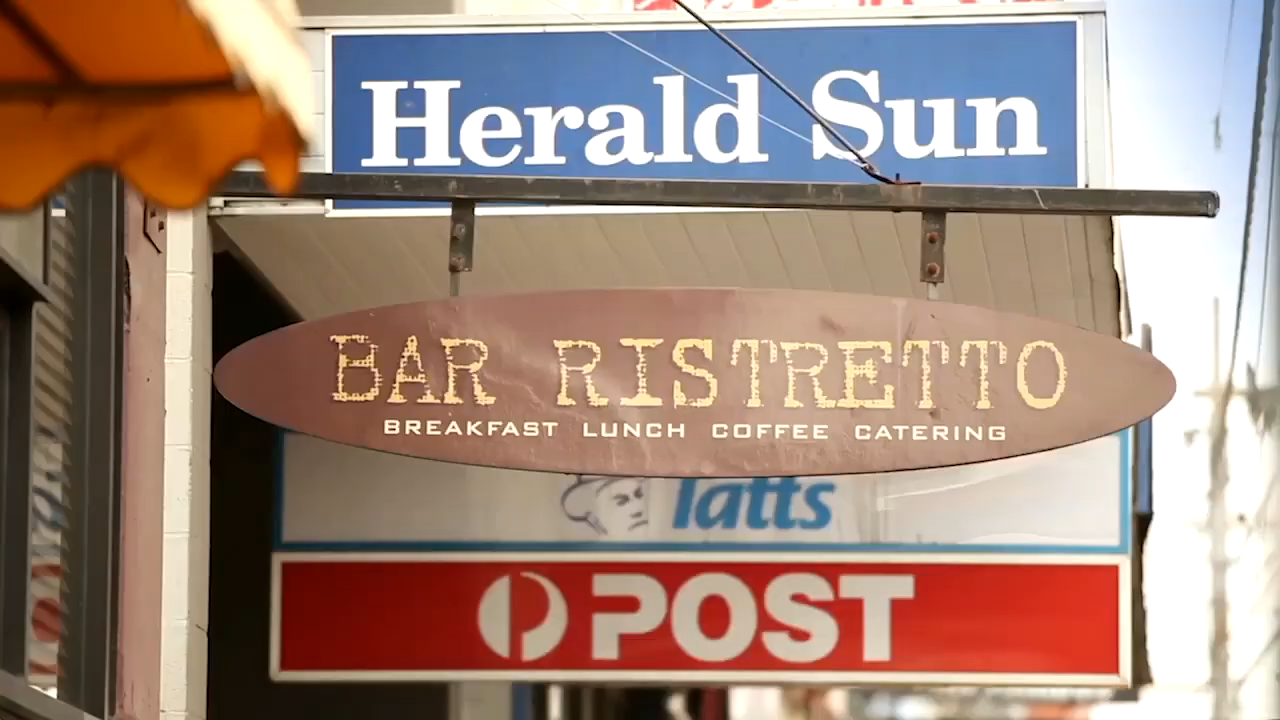 Herald Sun
BAR RISTRETTO
BREAKFAST LUNCH COFFEE CATERING
Tatts
POST